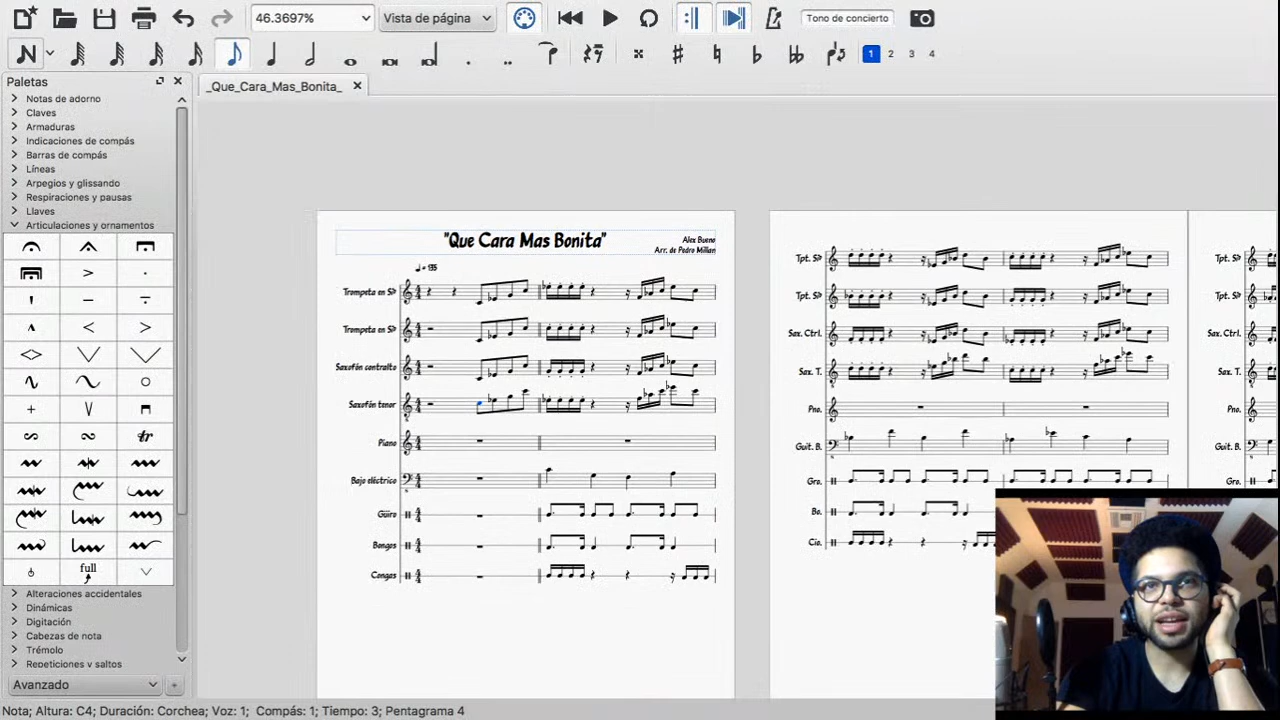 46.3697%
Vista de página
Tono de concierto
1 2 3 4
Paletas
_Que_Cara_Mas_Bonita_
Notas de adorno
Claves
Armaduras
Indicaciones de compás
Barras de compás
Líneas
Arpegios y glissando
Respiraciones y pausas
Llaves
Articulaciones y ornamentos
tr
full
Alteraciones accidentales
Dinámicas
Digitación
Cabezas de nota
Trémolo
Repeticiones y saltos
Avanzado
"Que Cara Mas Bonita"
Alex Bueno
Arr. de Pedro Millan
= 135
Trompeta en Si♭
Trompeta en Si♭
Saxofón contralto
Saxofón tenor
Piano
Bajo eléctrico
Güiro
Bongos
Congas
Tpt. Si♭
Tpt. Si♭
Sax. Ctrl.
Sax. T.
Pno.
Guit. B.
Gro.
Bo.
Cio.
Tpt. Si♭
Tpt. Si♭
Sax. Ctrl.
Sax. T.
Pno.
Guit. B.
Gro.
Nota; Altura: C4; Duración: Corchea; Voz: 1; Compás: 1; Tiempo: 3; Pentagrama 4